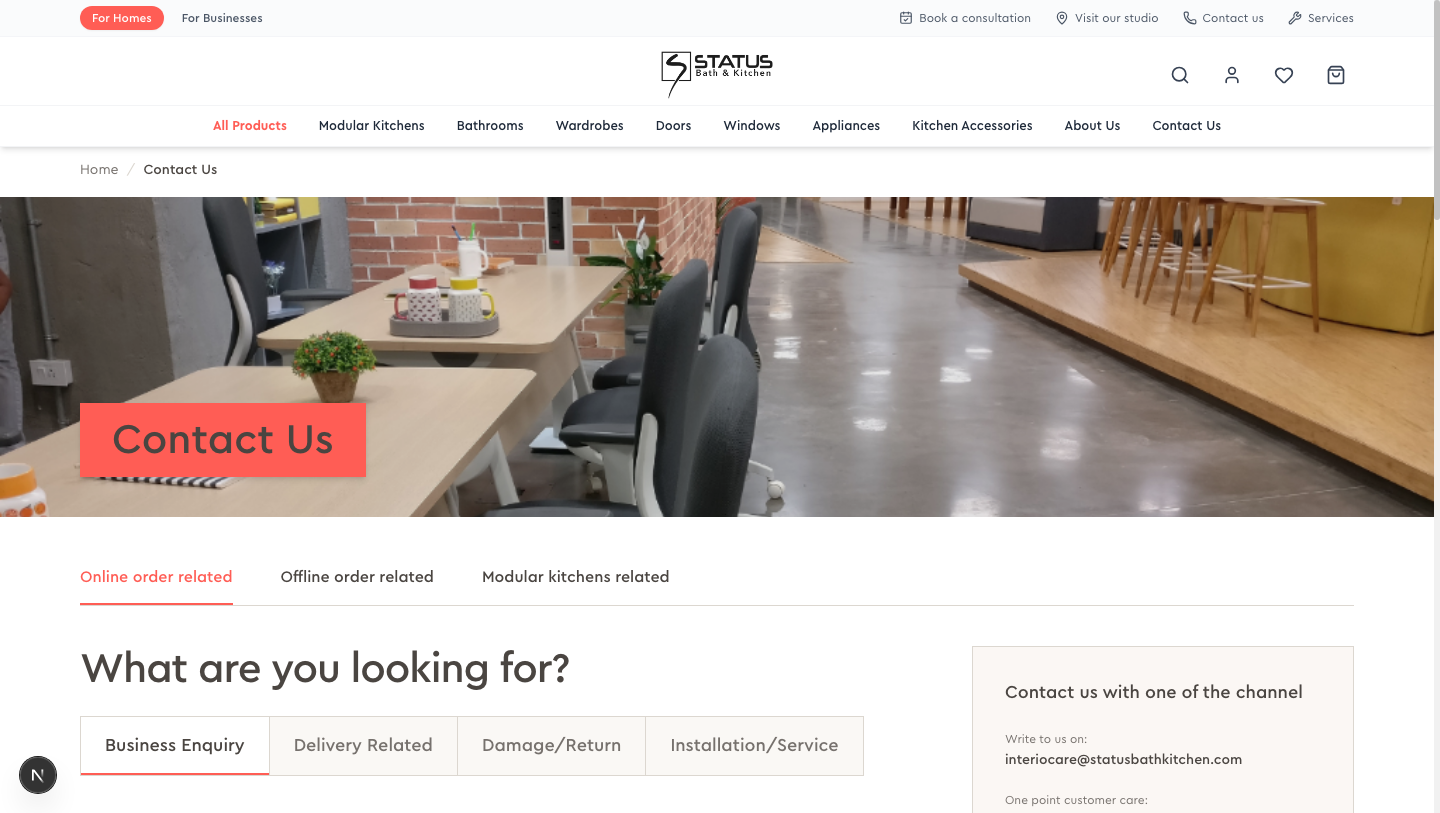 For Homes
For Businesses
Book a consultation
Visit our studio
Contact us
Services
STATUS
Bath & Kitchen
All Products
Modular Kitchens
Bathrooms
Wardrobes
Doors
Windows
Appliances
Kitchen Accessories
About Us
Contact Us
Home / Contact Us
Contact Us
Online order related
Offline order related
Modular kitchens related
What are you looking for?
Business Enquiry
Delivery Related
Damage/Return
Installation/Service
Contact us with one of the channel
Write to us on:
interiocare@statusbathkitchen.com
One point customer care:
N